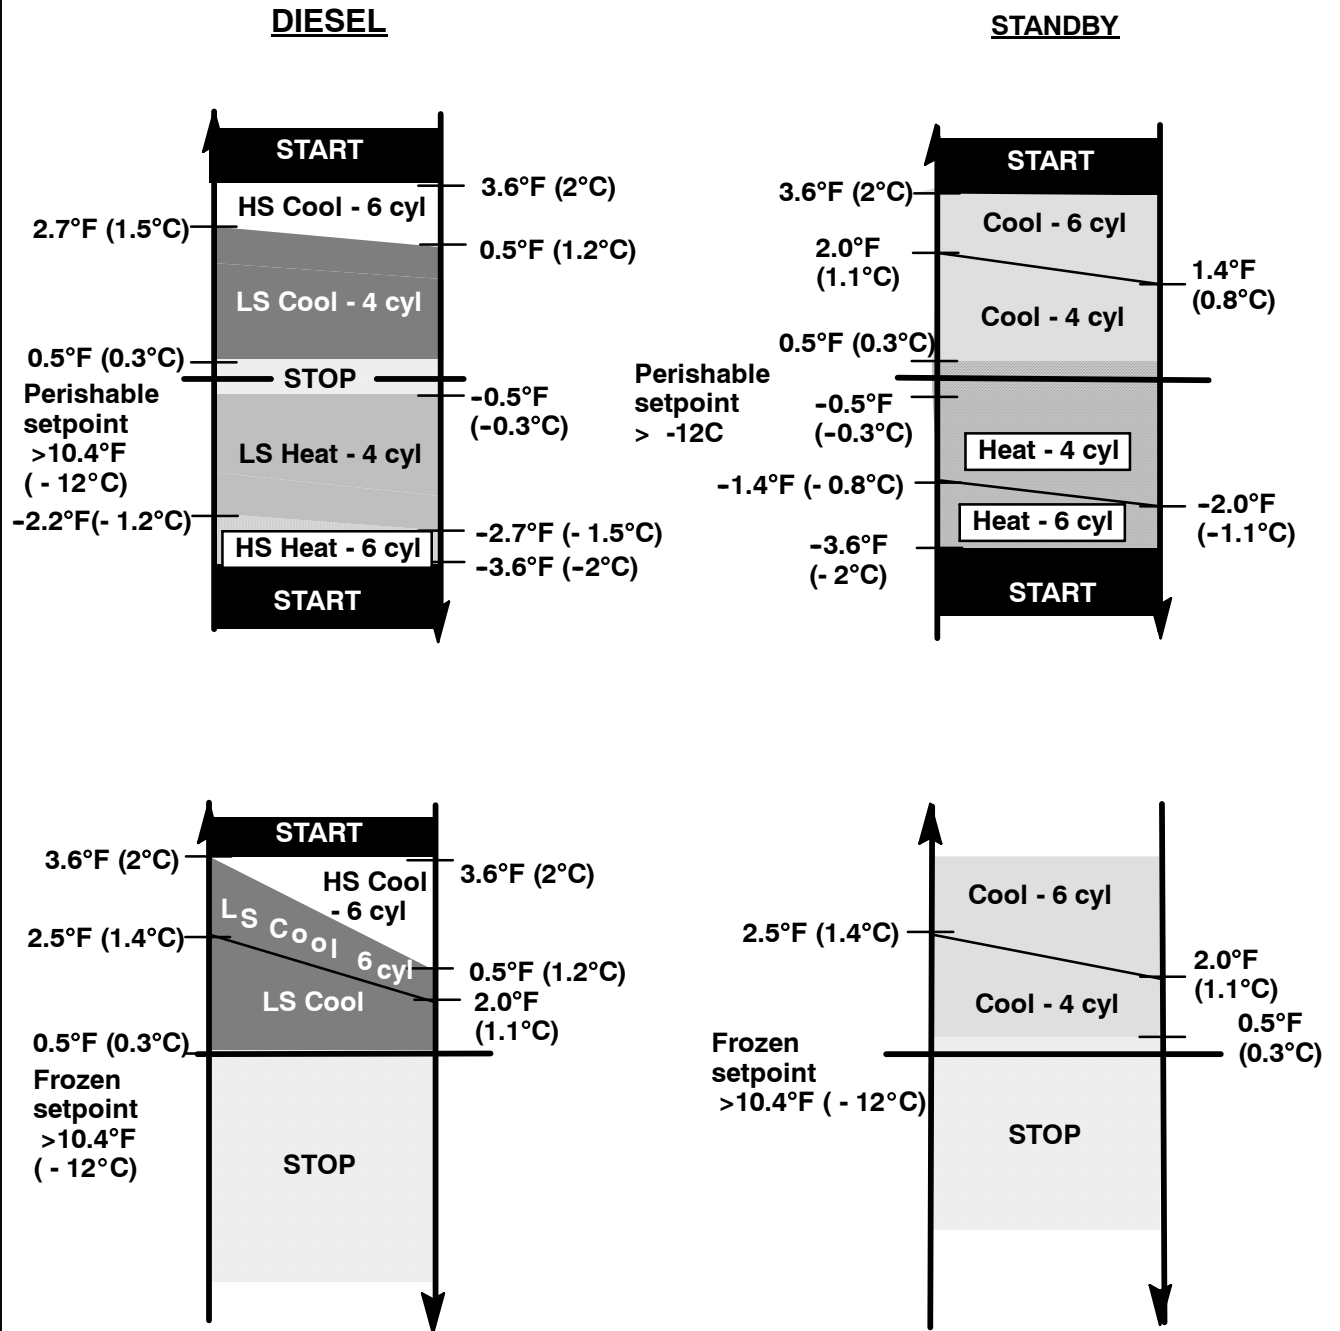 DIESEL
STANDBY
START
3.6°F (2°C)
HS Cool - 6 cyl
2.7°F (1.5°C)
0.5°F (1.2°C)
LS Cool - 4 cyl
0.5°F (0.3°C)
STOP
Perishable
setpoint
>10.4°F
( - 12°C)
-0.5°F
(-0.3°C)
LS Heat - 4 cyl
-2.2°F(- 1.2°C)
-2.7°F (- 1.5°C)
HS Heat - 6 cyl
-3.6°F (-2°C)
START
START
3.6°F (2°C)
Cool - 6 cyl
2.0°F
(1.1°C)
1.4°F
(0.8°C)
Cool - 4 cyl
0.5°F (0.3°C)
Perishable
setpoint
> -12C
-0.5°F
(-0.3°C)
Heat - 4 cyl
-1.4°F (- 0.8°C)
-2.0°F
(-1.1°C)
Heat - 6 cyl
-3.6°F
(- 2°C)
START
START
3.6°F (2°C)
3.6°F (2°C)
HS Cool
- 6 cyl
LS Cool 6 cyl
2.5°F (1.4°C)
0.5°F (1.2°C)
LS Cool
2.0°F
(1.1°C)
0.5°F (0.3°C)
Frozen
setpoint
>10.4°F
( - 12°C)
STOP
Cool - 6 cyl
2.5°F (1.4°C)
2.0°F
(1.1°C)
Cool - 4 cyl
0.5°F
(0.3°C)
Frozen
setpoint
>10.4°F ( - 12°C)
STOP